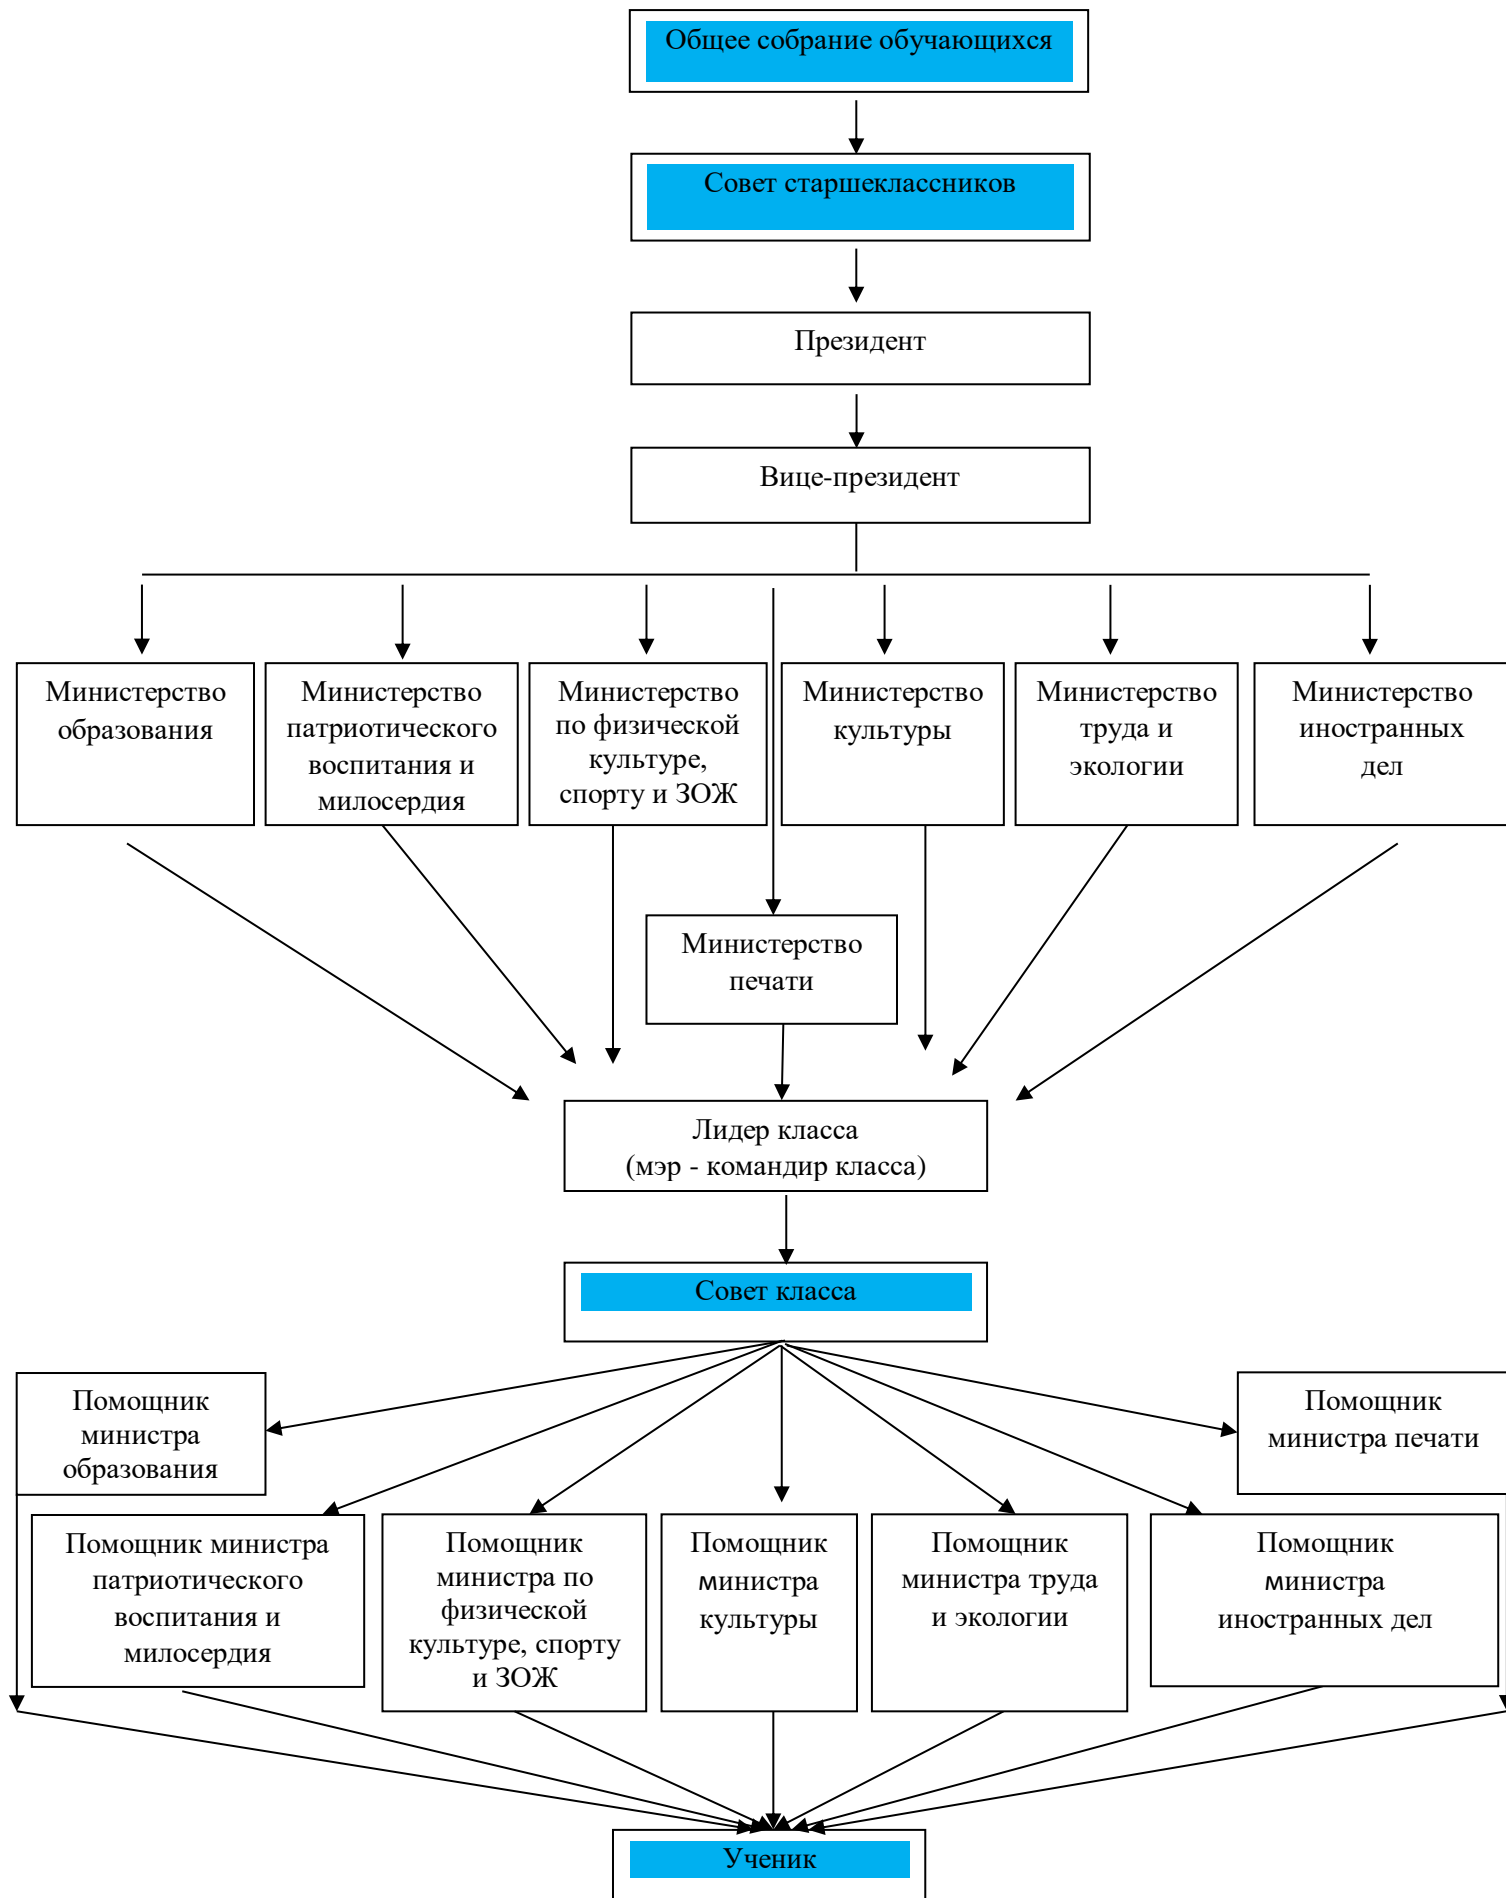 Общее собрание обучающихся
Совет старшеклассников
Президент
Вице-президент
Министерство
образования
Министерство
патриотического
воспитания и
милосердия
Министерство
по физической
культуре,
спорту и ЗОЖ
Министерство
культуры
Министерство
труда и
экологии
Министерство
иностранных
дел
Министерство
печати
Лидер класса
(мэр - командир класса)
Совет класса
Помощник
министра
образования
Помощник
министра печати
Помощник министра
патриотического
воспитания и
милосердия
Помощник
министра по
физической
культуре, спорту
и ЗОЖ
Помощник
министра
культуры
Помощник
министра труда
и экологии
Помощник
министра
иностранных дел
Ученик